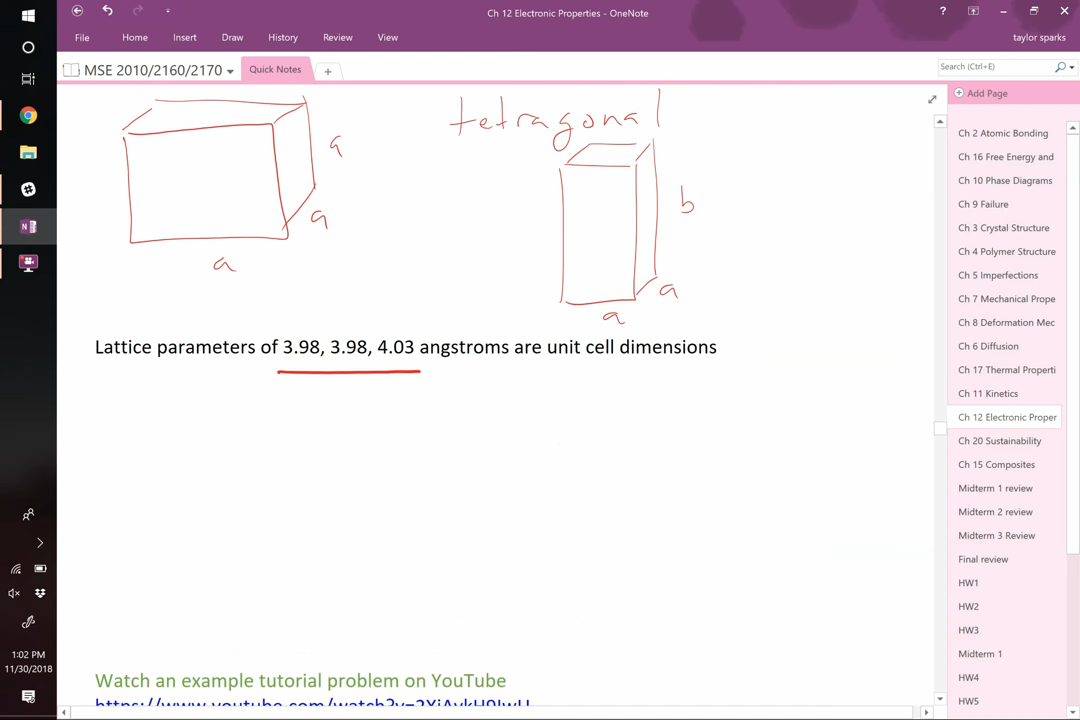 Ch 12 Electronic Properties - OneNote
?
File Home Insert Draw History Review View
taylor sparks
MSE 2010/2160/2170
Quick Notes
+
Search (Ctrl+E)
tetragonal
a
a
a
b
a
a
Lattice parameters of 3.98, 3.98, 4.03 angstroms are unit cell dimensions
Watch an example tutorial problem on YouTube
Add Page
Ch 2 Atomic Bonding
Ch 16 Free Energy and
Ch 10 Phase Diagrams
Ch 9 Failure
Ch 3 Crystal Structure
Ch 4 Polymer Structure
Ch 5 Imperfections
Ch 7 Mechanical Prope
Ch 8 Deformation Mec
Ch 6 Diffusion
Ch 17 Thermal Properti
Ch 11 Kinetics
Ch 12 Electronic Proper
Ch 20 Sustainability
Ch 15 Composites
Midterm 1 review
Midterm 2 review
Midterm 3 Review
Final review
HW1
HW2
HW3
Midterm 1
HW4
HW5
1:02 PM
11/30/2018